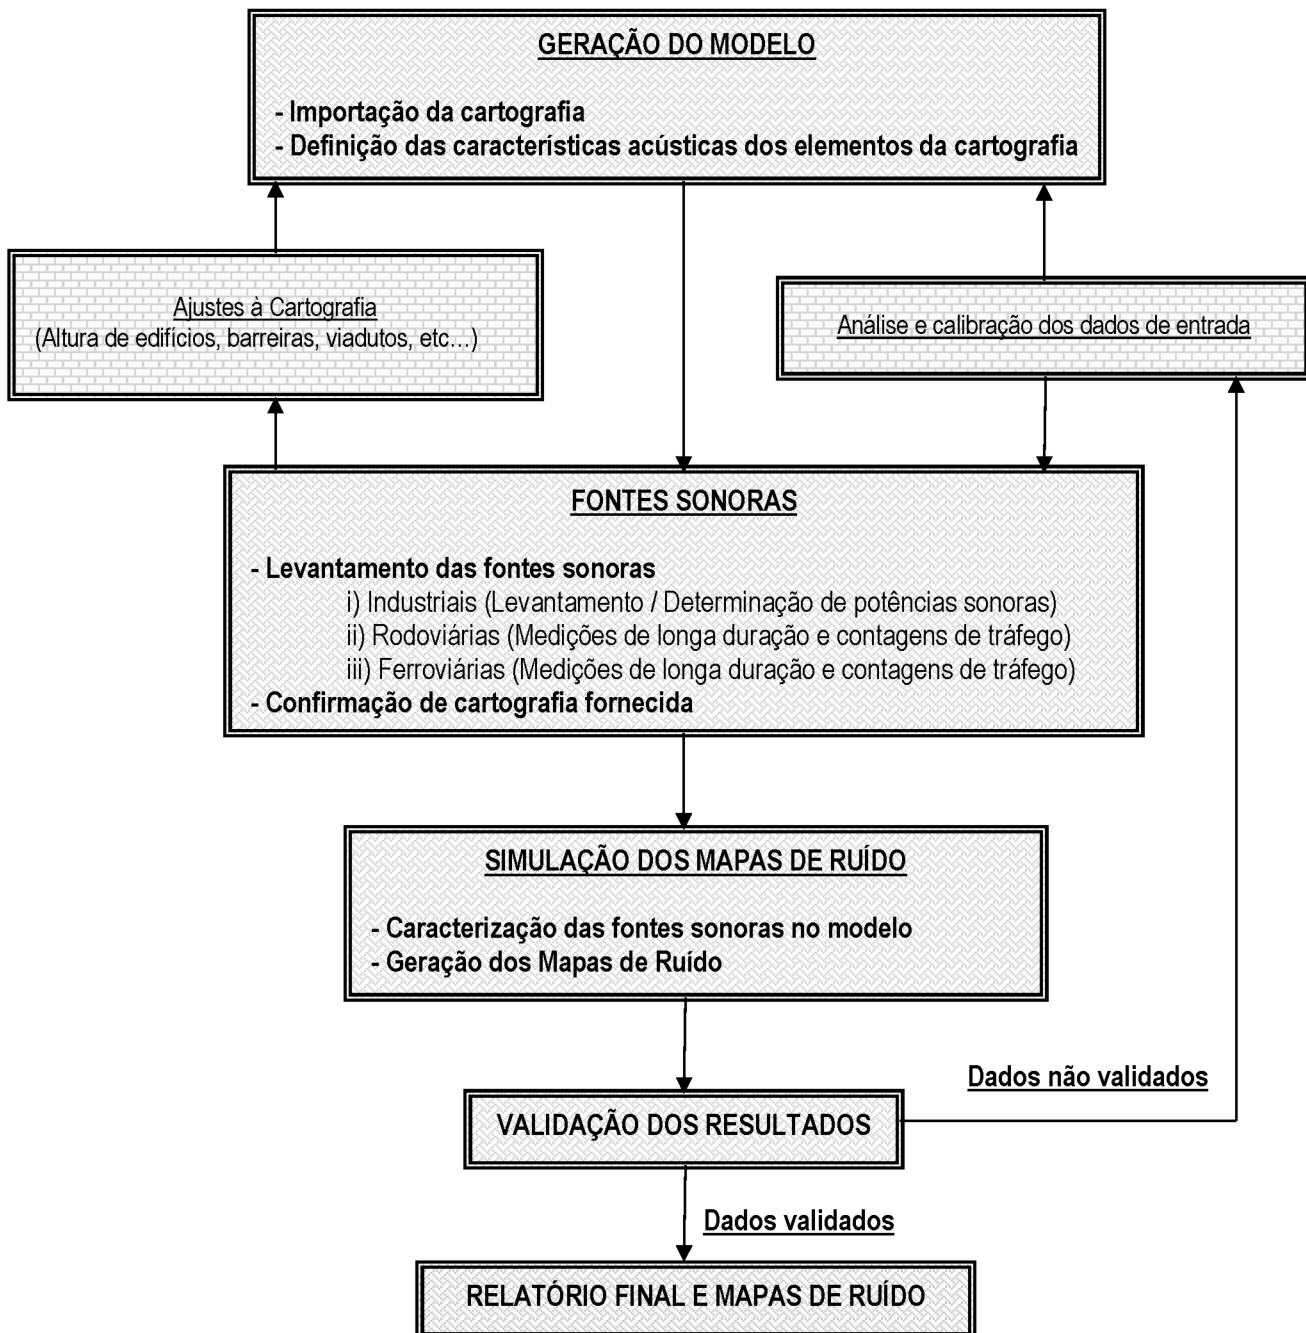 GERAÇÃO DO MODELO
- Importação da cartografia
- Definição das características acústicas dos elementos da cartografia
Ajustes à Cartografia
(Altura de edifícios, barreiras, viadutos, etc...)
Análise e calibração dos dados de entrada
FONTES SONORAS
- Levantamento das fontes sonoras
i) Industriais (Levantamento / Determinação de potências sonoras)
ii) Rodoviárias (Medições de longa duração e contagens de tráfego)
iii) Ferroviárias (Medições de longa duração e contagens de tráfego)
- Confirmação de cartografia fornecida
SIMULAÇÃO DOS MAPAS DE RUÍDO
- Caracterização das fontes sonoras no modelo
- Geração dos Mapas de Ruído
Dados não validados
VALIDAÇÃO DOS RESULTADOS
Dados validados
RELATÓRIO FINAL E MAPAS DE RUÍDO